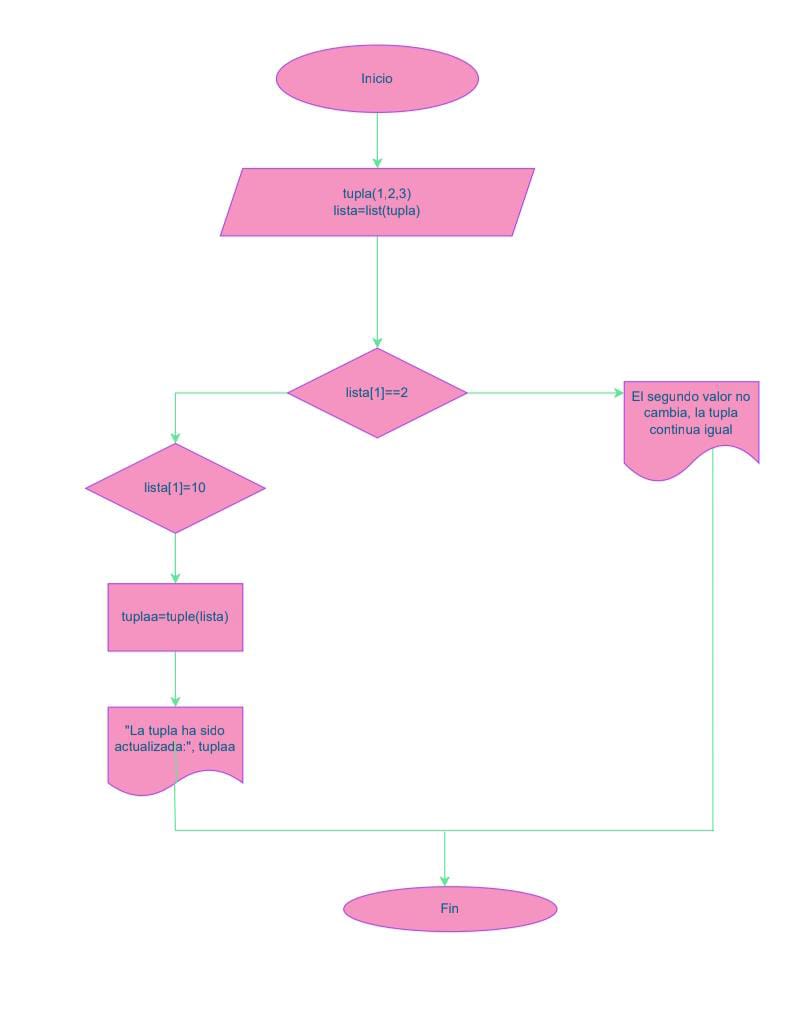 Inicio
tupla(1,2,3)
lista=list(tupla)
lista[1]==2
El segundo valor no
cambia, la tupla
continua igual
lista[1]=10
tuplaa=tuple(lista)
"La tupla ha sido
actualizada:", tuplaa
Fin